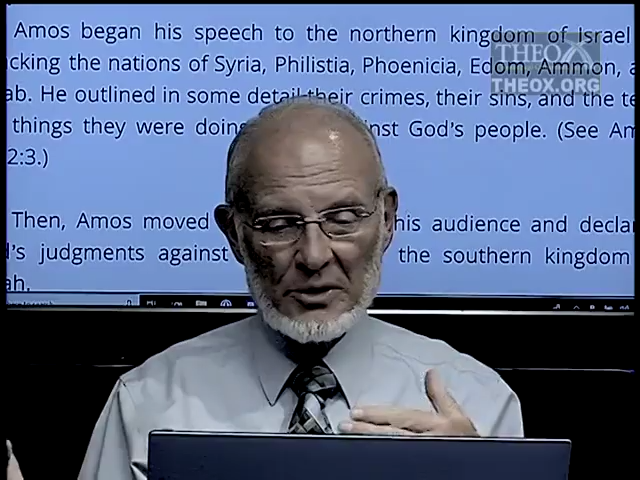 Amos began his speech to the northern kingdom of Israel
cking the nations of Syria, Philistia, Phoenicia, Edom, Ammon, a
ab. He outlined in some detail their crimes, their sins, and the te
things they were doin nst God's people. (See Am
2:3.)
Then, Amos moved his audience and declar
's judgments against the southern kingdom
ah.
THEOX
THEOX.ORG